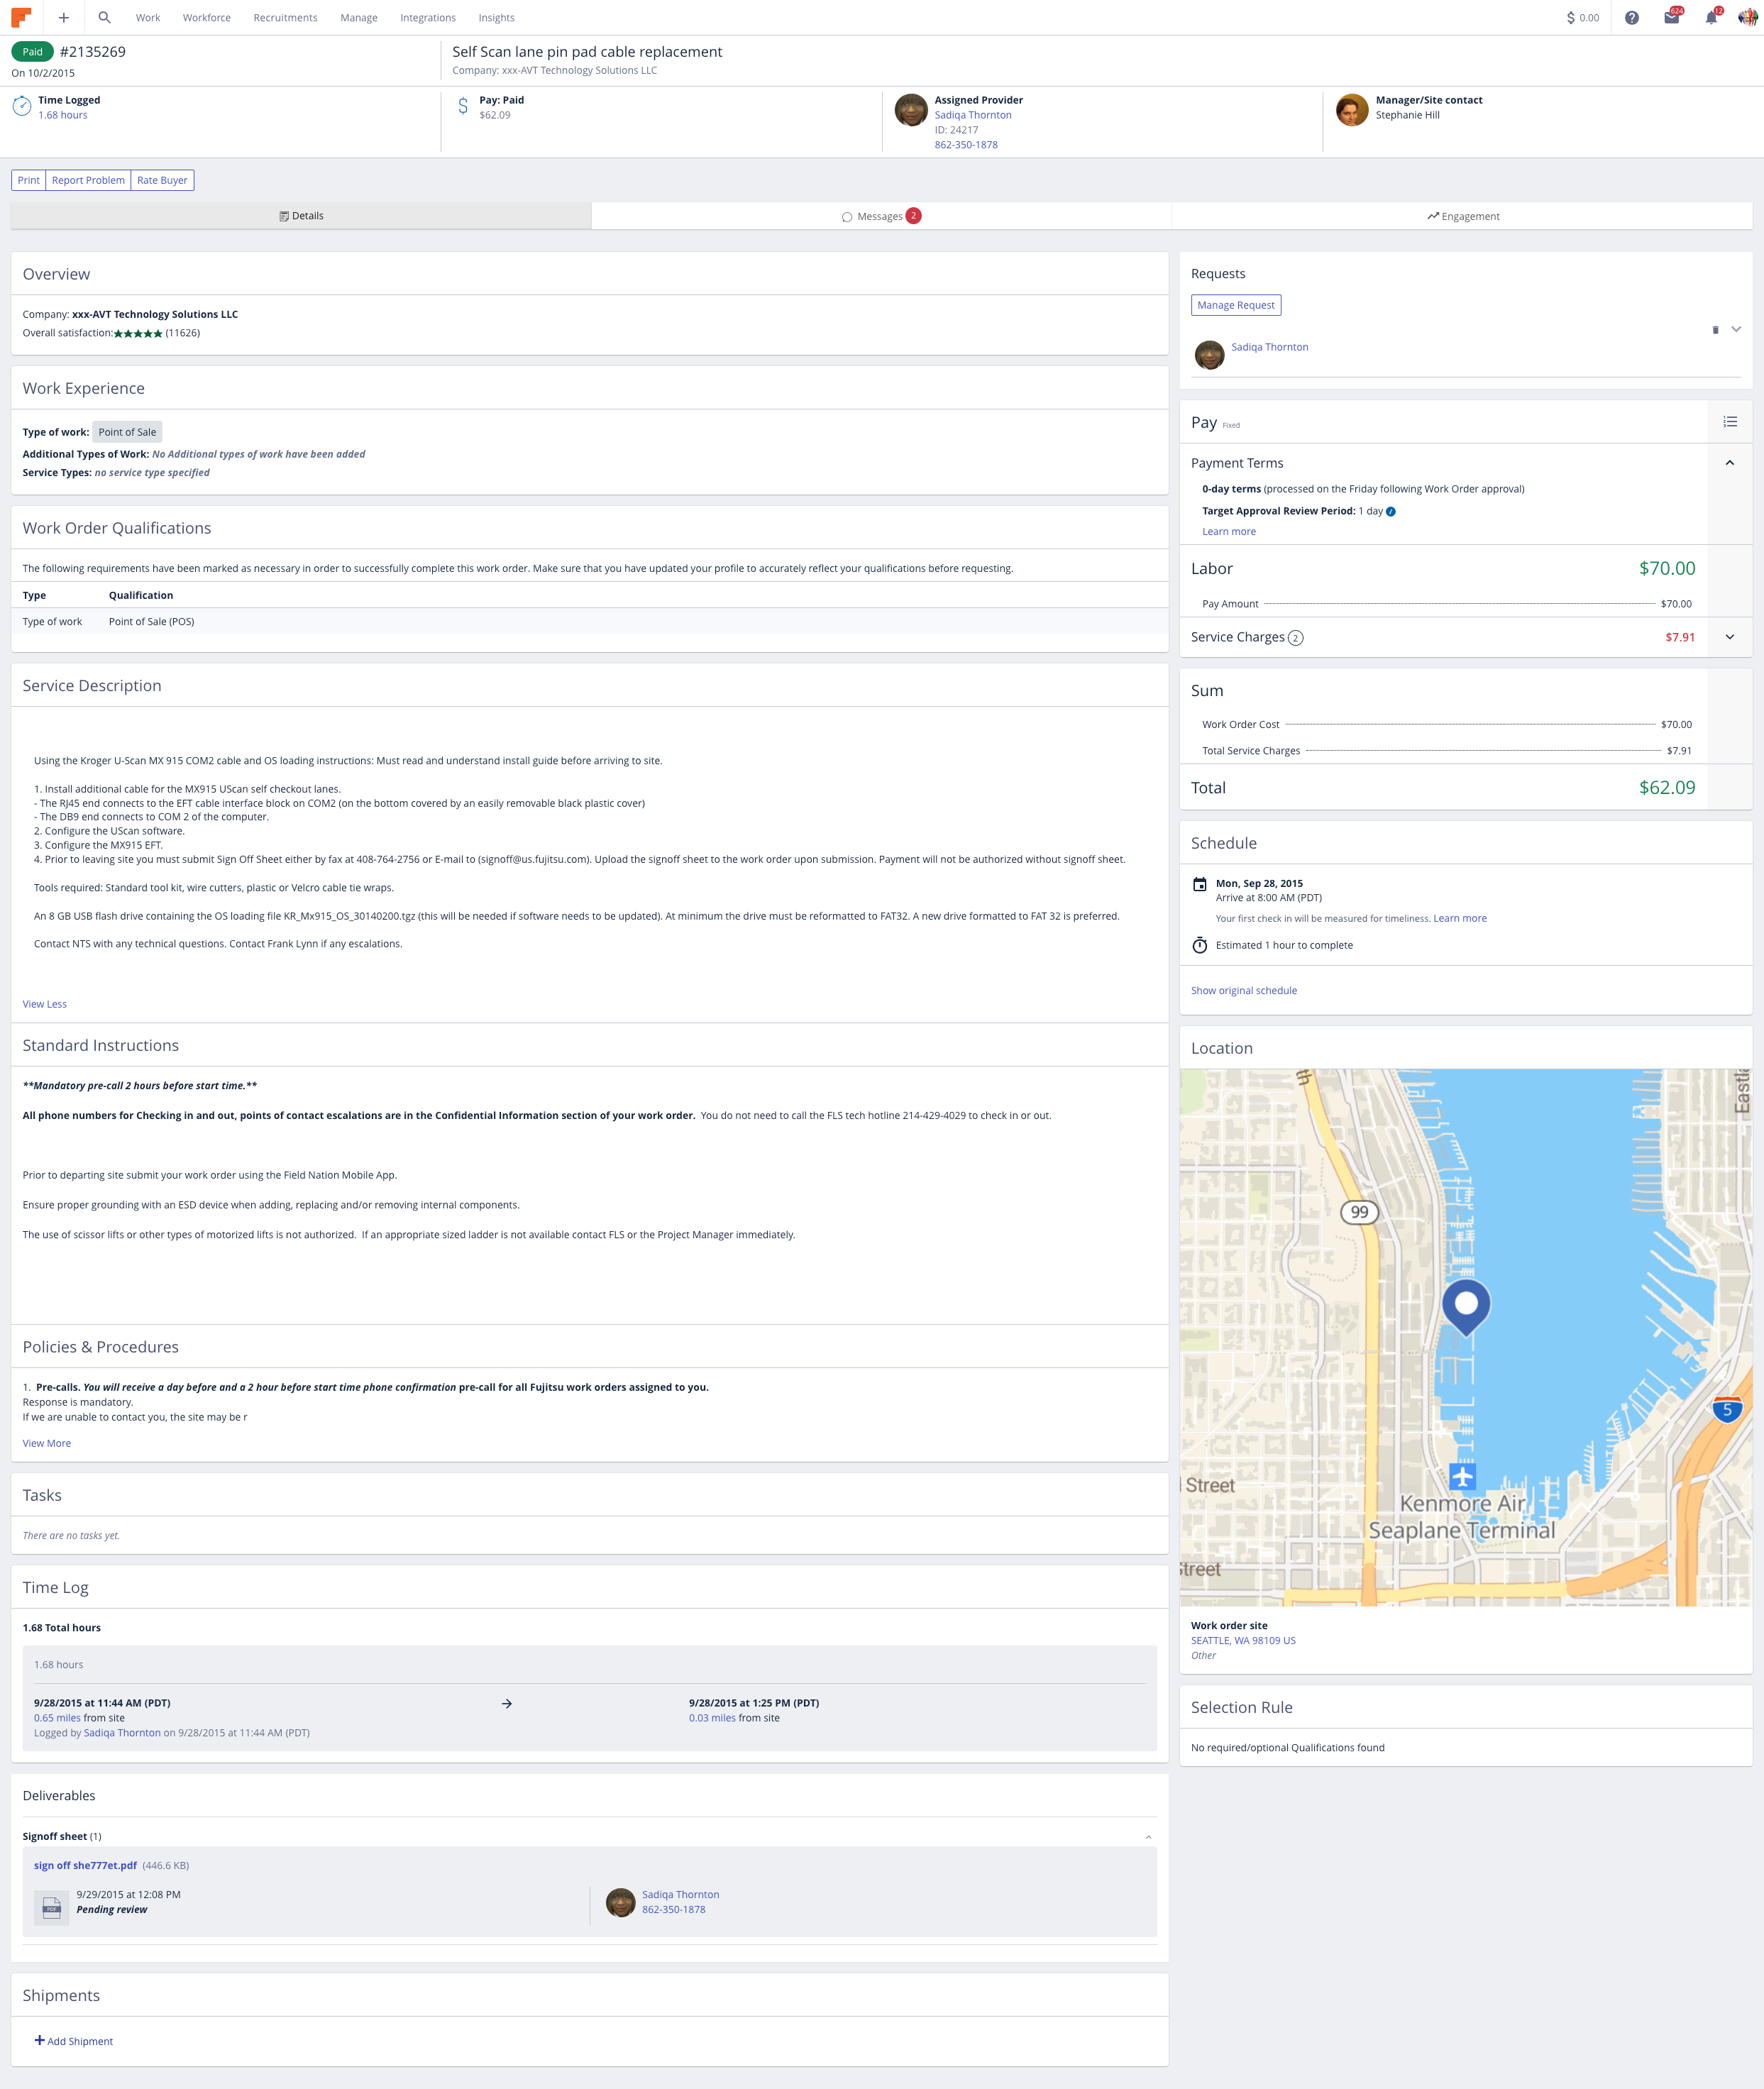 Work Workforce Recruitments Manage Integrations Insights $ 0.00 624 12
Paid #2135269
On 10/2/2015
Self Scan lane pin pad cable replacement
Company: xxx-AVT Technology Solutions LLC
Time Logged
1.68 hours
Pay: Paid
$62.09
Assigned Provider
Sadiqa Thornton
ID: 24217
862-350-1878
Manager/Site contact
Stephanie Hill
Print Report Problem Rate Buyer
Details Messages 2 Engagement
Overview
Company: xxx-AVT Technology Solutions LLC
Overall satisfaction:★★★★★ (11626)
Work Experience
Type of work: Point of Sale
Additional Types of Work: No Additional types of work have been added
Service Types: no service type specified
Work Order Qualifications
The following requirements have been marked as necessary in order to successfully complete this work order. Make sure that you have updated your profile to accurately reflect your qualifications before requesting.
Type Qualification
Type of work Point of Sale (POS)
Service Description
Using the Kroger U-Scan MX 915 COM2 cable and OS loading instructions: Must read and understand install guide before arriving to site.
1. Install additional cable for the MX915 UScan self checkout lanes.
- The RJ45 end connects to the EFT cable interface block on COM2 (on the bottom covered by an easily removable black plastic cover)
- The DB9 end connects to COM 2 of the computer.
2. Configure the UScan software.
3. Configure the MX915 EFT.
4. Prior to leaving site you must submit Sign Off Sheet either by fax at 408-764-2756 or E-mail to (signoff@us.fujitsu.com). Upload the signoff sheet to the work order upon submission. Payment will not be authorized without signoff sheet.
Tools required: Standard tool kit, wire cutters, plastic or Velcro cable tie wraps.
An 8 GB USB flash drive containing the OS loading file KR_Mx915_OS_30140200.tgz (this will be needed if software needs to be updated). At minimum the drive must be reformatted to FAT32. A new drive formatted to FAT 32 is preferred.
Contact NTS with any technical questions. Contact Frank Lynn if any escalations.
View Less
Standard Instructions
**Mandatory pre-call 2 hours before start time.**
All phone numbers for Checking in and out, points of contact escalations are in the Confidential Information section of your work order. You do not need to call the FLS tech hotline 214-429-4029 to check in or out.
Prior to departing site submit your work order using the Field Nation Mobile App.
Ensure proper grounding with an ESD device when adding, replacing and/or removing internal components.
The use of scissor lifts or other types of motorized lifts is not authorized. If an appropriate sized ladder is not available contact FLS or the Project Manager immediately.
Policies & Procedures
1. Pre-calls. You will receive a day before and a 2 hour before start time phone confirmation pre-call for all Fujitsu work orders assigned to you.
Response is mandatory.
If we are unable to contact you, the site may be r
View More
Tasks
There are no tasks yet.
Time Log
1.68 Total hours
1.68 hours
9/28/2015 at 11:44 AM (PDT) → 9/28/2015 at 1:25 PM (PDT)
0.65 miles from site 0.03 miles from site
Logged by Sadiqa Thornton on 9/28/2015 at 11:44 AM (PDT)
Deliverables
Signoff sheet (1)
sign off she777et.pdf (446.6 KB)
PDF
9/29/2015 at 12:08 PM
Pending review
Sadiqa Thornton
862-350-1878
Shipments
Add Shipment
Requests
Manage Request
Sadiqa Thornton
Pay Fixed
Payment Terms
0-day terms (processed on the Friday following Work Order approval)
Target Approval Review Period: 1 day
Learn more
Labor $70.00
Pay Amount $70.00
Service Charges 2 $7.91
Sum
Work Order Cost $70.00
Total Service Charges $7.91
Total $62.09
Schedule
Mon, Sep 28, 2015
Arrive at 8:00 AM (PDT)
Your first check in will be measured for timeliness. Learn more
Estimated 1 hour to complete
Show original schedule
Location
th
Eastla
99
5
Street
Kenmore Air
Seaplane Terminal
Street
Work order site
SEATTLE, WA 98109 US
Other
Selection Rule
No required/optional Qualifications found